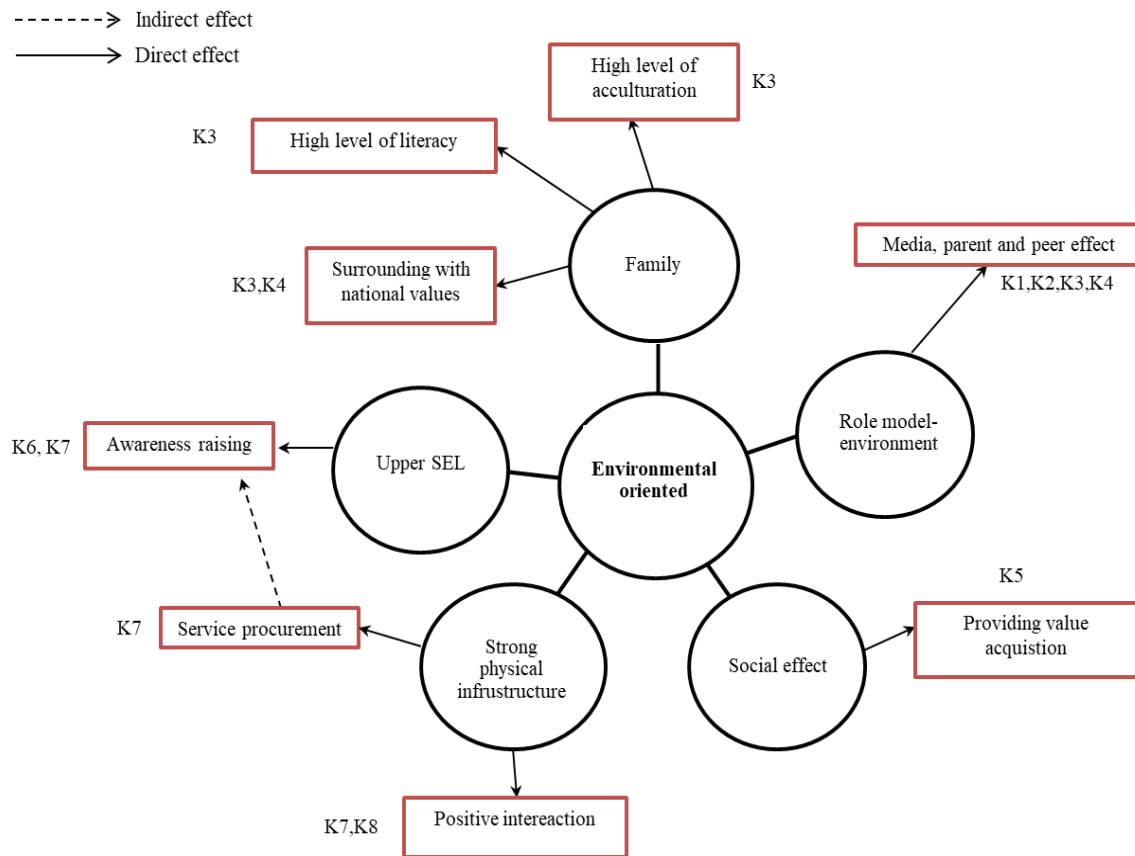 Indirect effect
Direct effect
High level of
acculturation
K3
K3
High level of literacy
Media, parent and peer effect
K1,K2,K3,K4
Family
K3,K4
Surrounding with
national values
Role model-
environment
K6, K7
Awareness raising
Upper SEL
Environmental
oriented
K5
Providing value
acquistion
K7
Service procurement
Strong
physical
infrustructure
Social effect
K7,K8
Positive intereaction